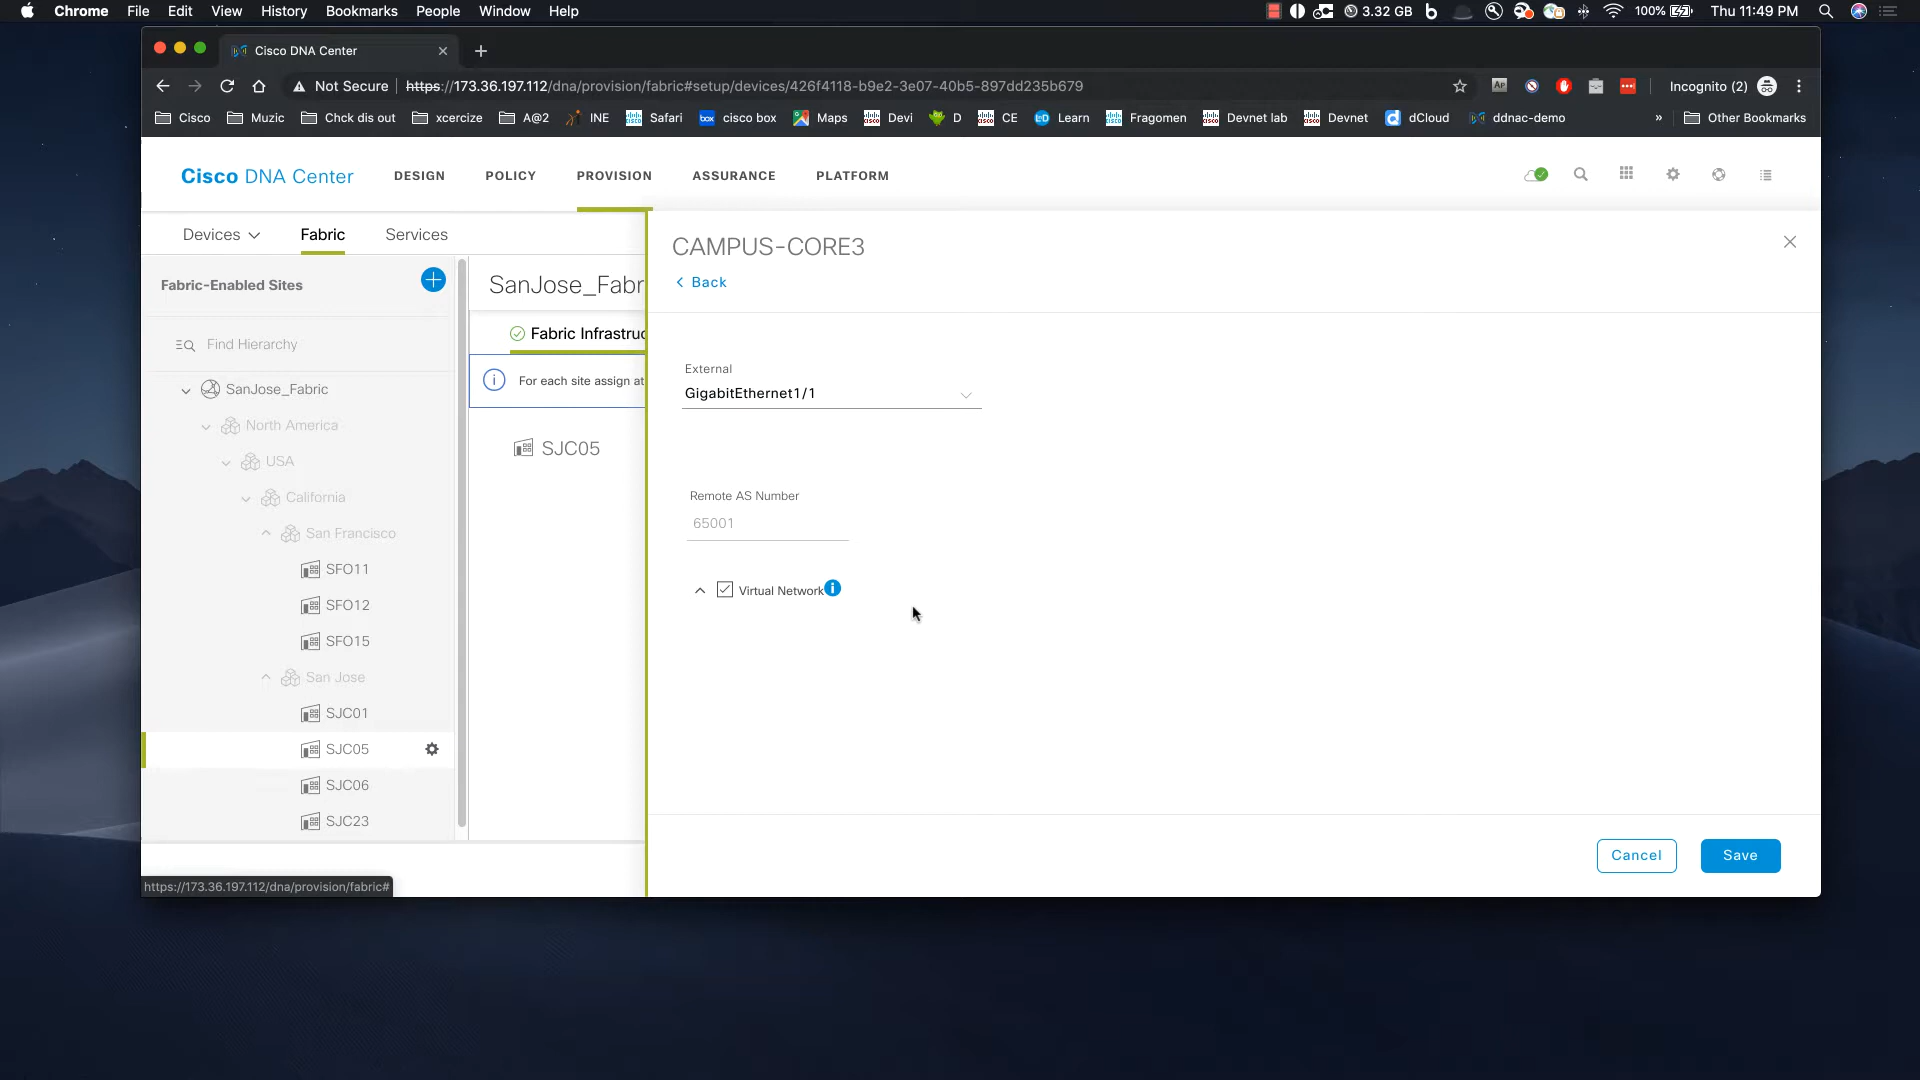 Chrome File Edit View History Bookmarks People Window Help
3.32 GB 100% Thu 11:49 PM
Cisco DNA Center
Not Secure https://173.36.197.112/dna/provision/fabric#setup/devices/426f4118-b9e2-3e07-40b5-897dd235b679
Incognito (2)
Cisco Muzic Chck dis out xcercize A@2 INE Safari cisco box Maps Devi D CE Learn Fragomen Devnet lab Devnet dCloud ddnac-demo » Other Bookmarks
Cisco DNA Center DESIGN POLICY PROVISION ASSURANCE PLATFORM
Devices Fabric Services
Fabric-Enabled Sites
Find Hierarchy
SanJose_Fabric
North America
USA
California
San Francisco
SFO11
SFO12
SFO15
San Jose
SJC01
SJC05
SJC06
SJC23
https://173.36.197.112/dna/provision/fabric#
SanJose_Fabr
Fabric Infrastruc
For each site assign at
SJC05
CAMPUS-CORE3
Back
External
GigabitEthernet1/1
Remote AS Number
65001
Virtual Network
Cancel Save